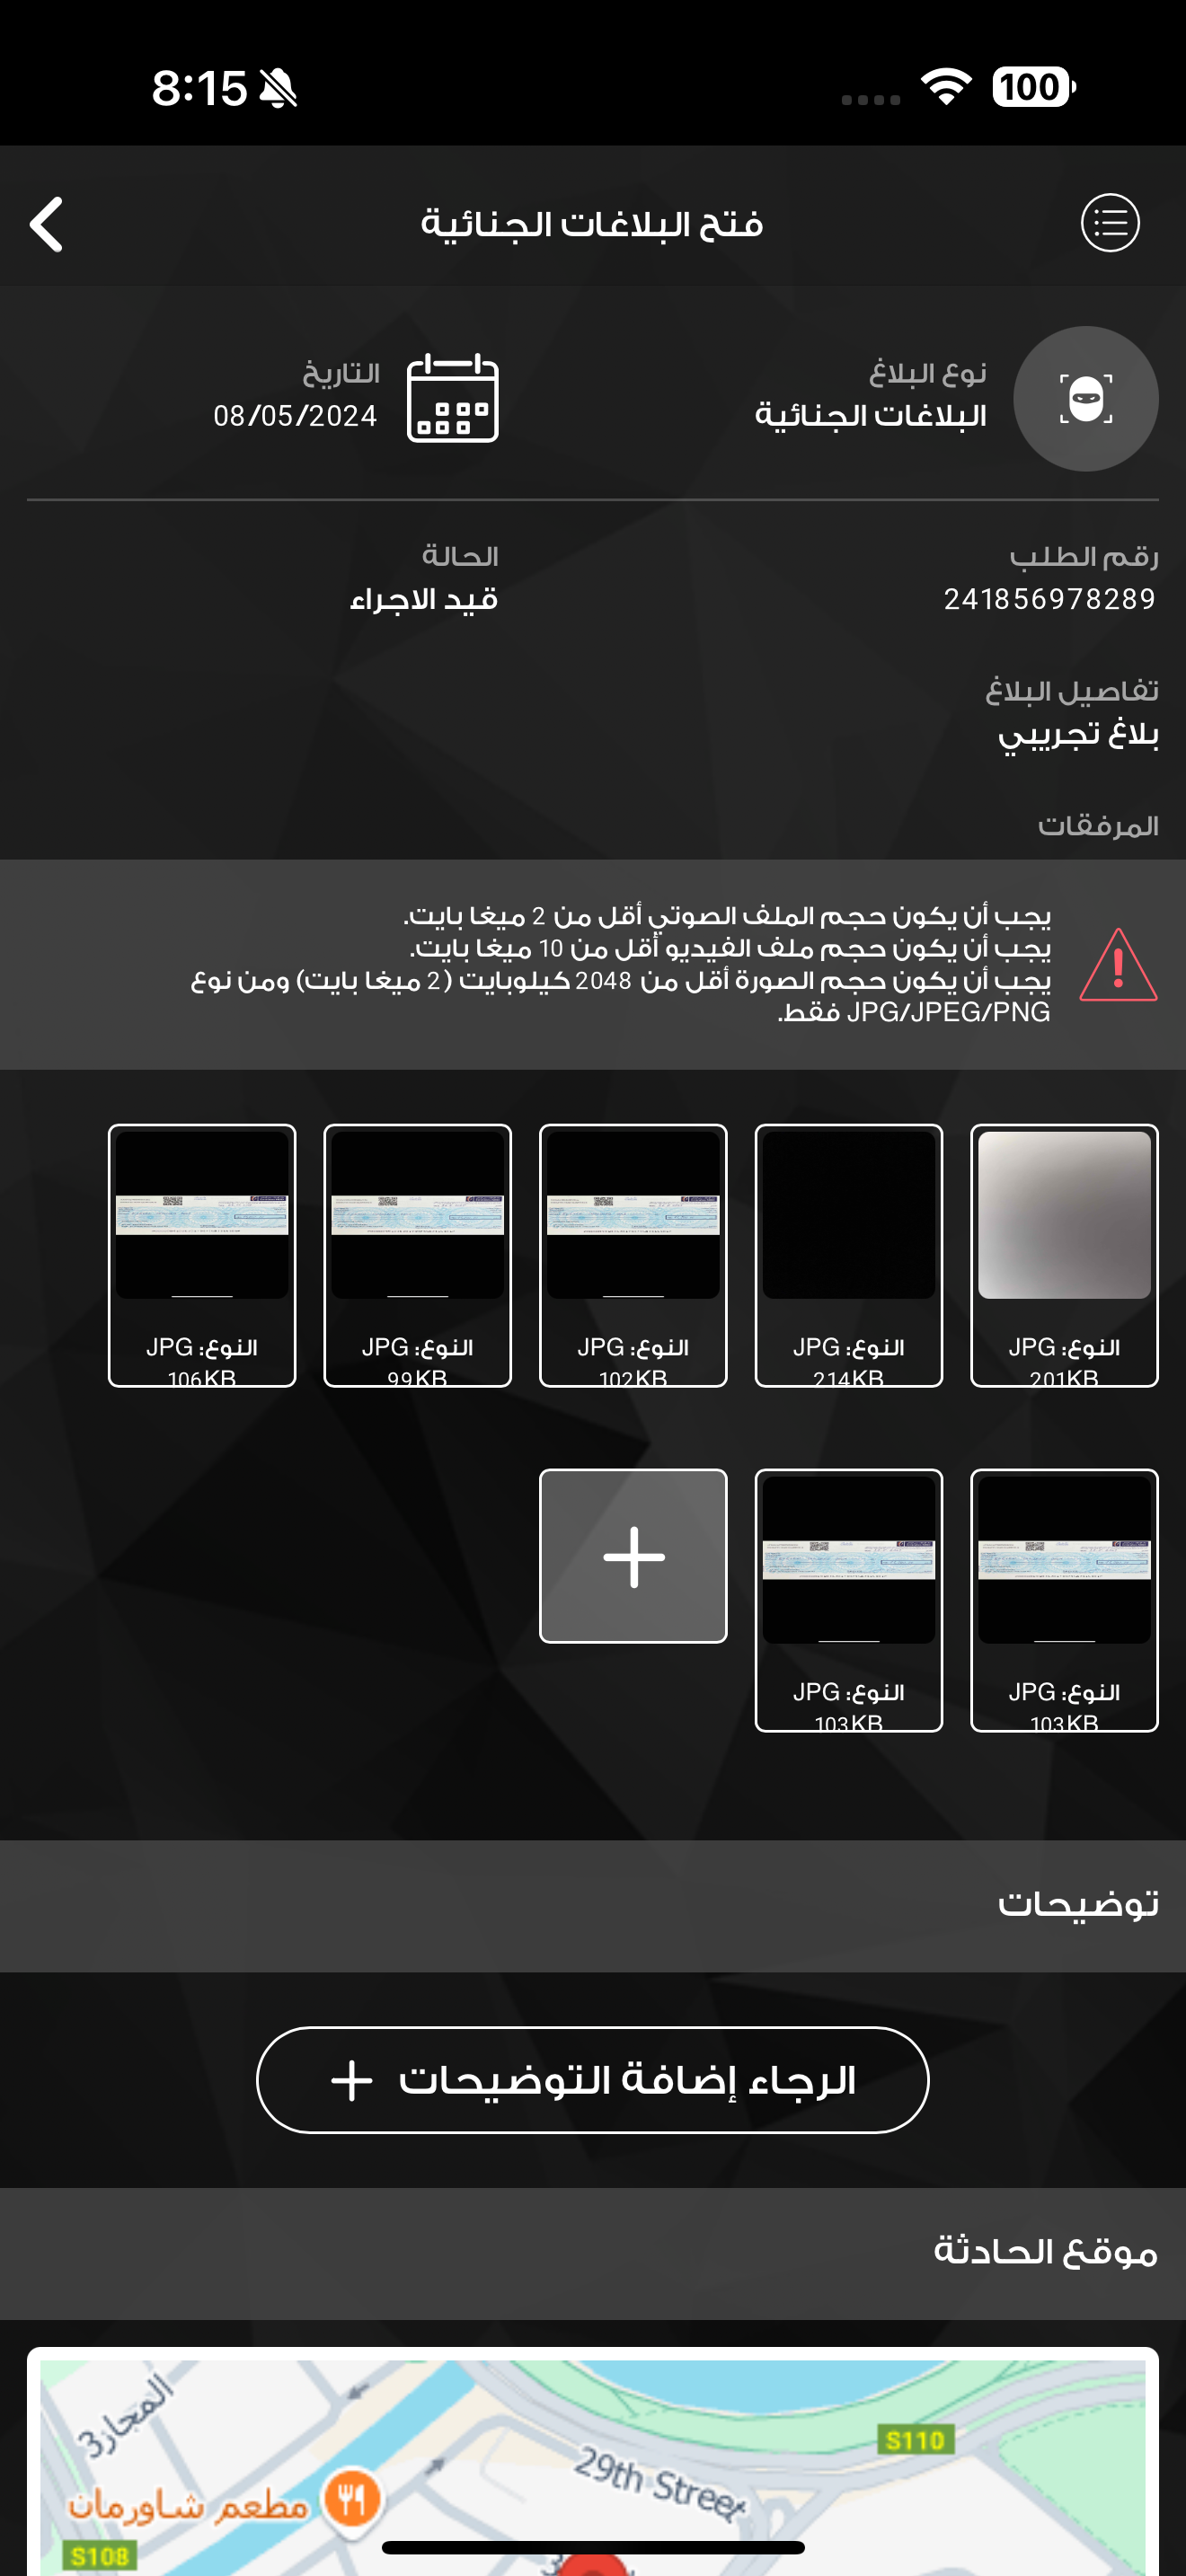 8:15
100
فتح البلاغات الجنائية
نوع البلاغ
البلاغات الجنائية
التاريخ
08/05/2024
رقم الطلب
241856978289
الحالة
قيد الاجراء
تفاصيل البلاغ
بلاغ تجريبي
المرفقات
يجب أن يكون حجم الملف الصوتي أقل من 2 ميغا بايت.
يجب أن يكون حجم ملف الفيديو أقل من 10 ميغا بايت.
يجب أن يكون حجم الصورة أقل من 2048 كيلوبايت (2 ميغا بايت) ومن نوع
JPG/JPEG/PNG فقط.
النوع: JPG
201KB
النوع: JPG
214KB
النوع: JPG
102KB
النوع: JPG
99KB
النوع: JPG
106KB
النوع: JPG
103KB
النوع: JPG
103KB
توضيحات
الرجاء إضافة التوضيحات
موقع الحادثة
المجاز3
S110
29th Street
مطعم شاورمان
S108